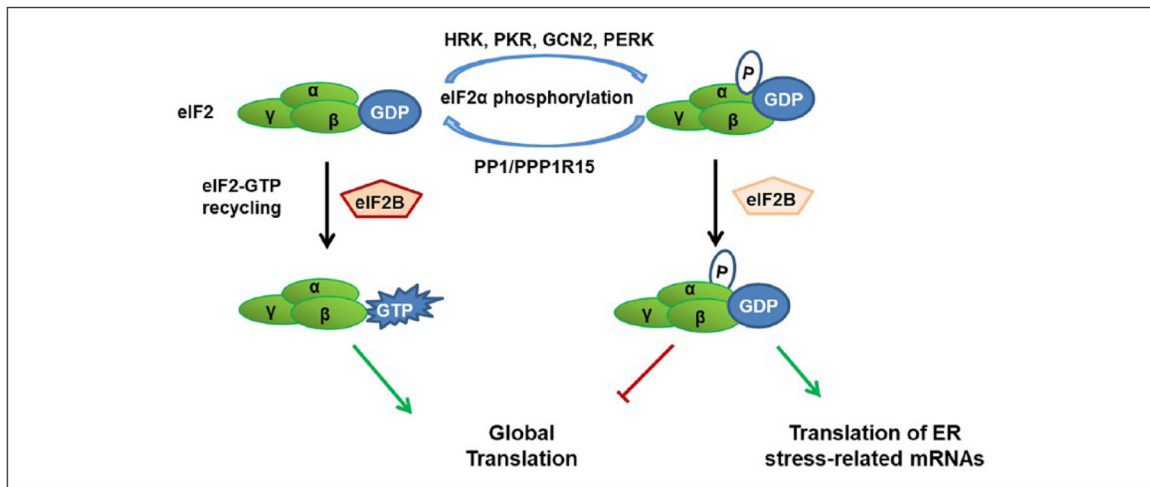 HRK, PKR, GCN2, PERK
eIF2
α
γ
β
GDP
eIF2α phosphorylation
P
α
γ
β
GDP
PP1/PPP1R15
eIF2-GTP
recycling
eIF2B
eIF2B
α
γ
β
GTP
P
α
γ
β
GDP
Global
Translation
Translation of ER
stress-related mRNAs